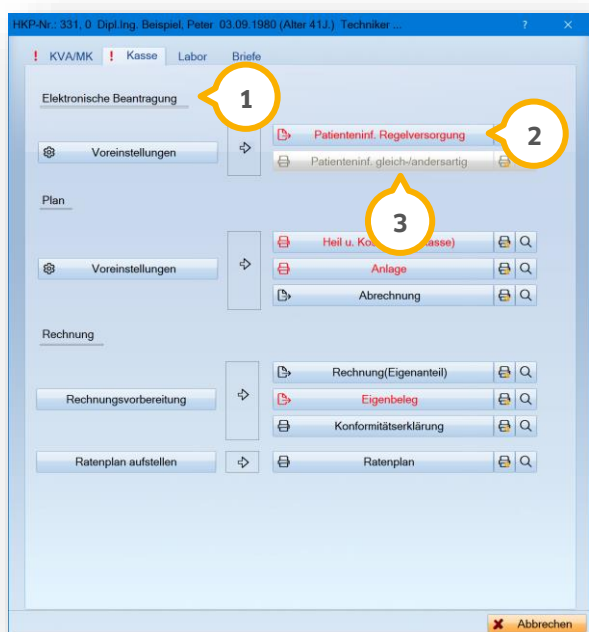 HKP-Nr.: 331, 0 Dipl.Ing. Beispiel, Peter 03.09.1980 (Alter 41J.) Techniker ... ?
! KVA/MK ! Kasse Labor Briefe
Elektronische Beantragung
1
Patienteninf. Regelversorgung
2
Voreinstellungen
Patienteninf. gleich-/andersartig
Plan
3
Heil u. asse)
Voreinstellungen
Anlage
Abrechnung
Rechnung
Rechnung(Eigenanteil)
Rechnungsvorbereitung
Eigenbeleg
Konformitätserklärung
Ratenplan aufstellen
Ratenplan
Abbrechen